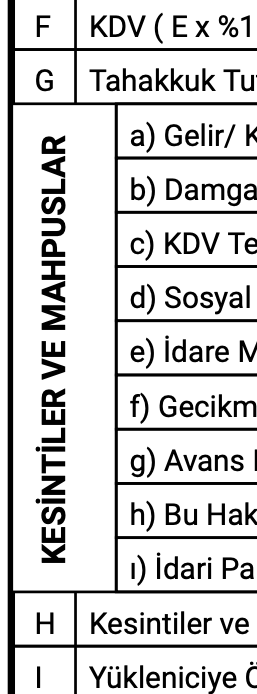 F KDV ( E x %1
G Tahakkuk Tu
KESİNTİLER VE MAHPUSLAR
a) Gelir/ K
b) Damga
c) KDV Te
d) Sosyal
e) İdare M
f) Gecikm
g) Avans
h) Bu Hak
ı) İdari Pa
H Kesintiler ve
I Yükleniciye Ö